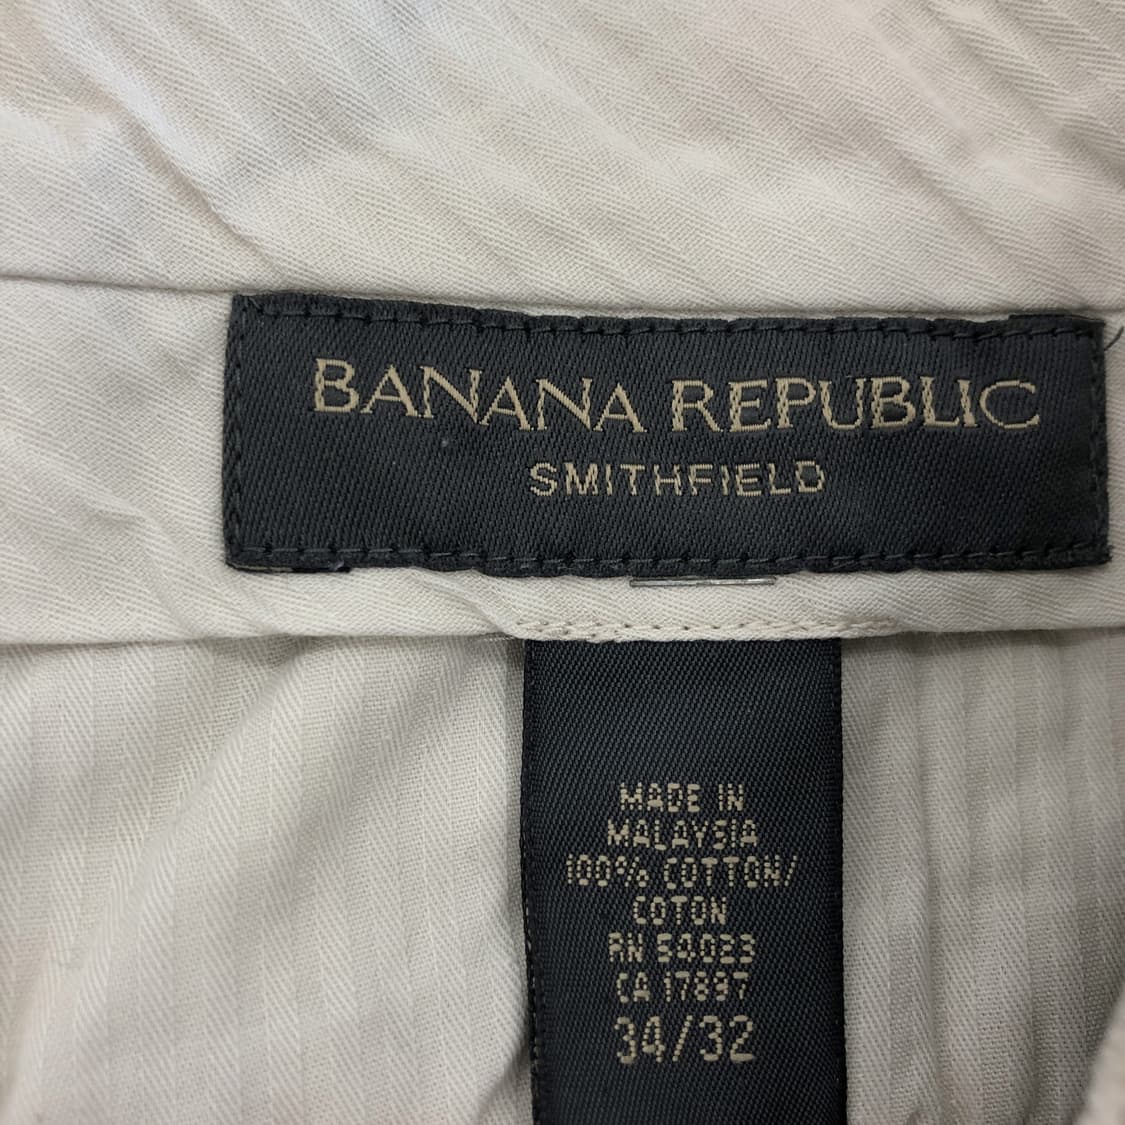 BANANA REPUBLIC
SMITHFIELD
MADE IN
MALAYSIA
100% COTTON/
COTON
RN 54023
CA 17897
34/32